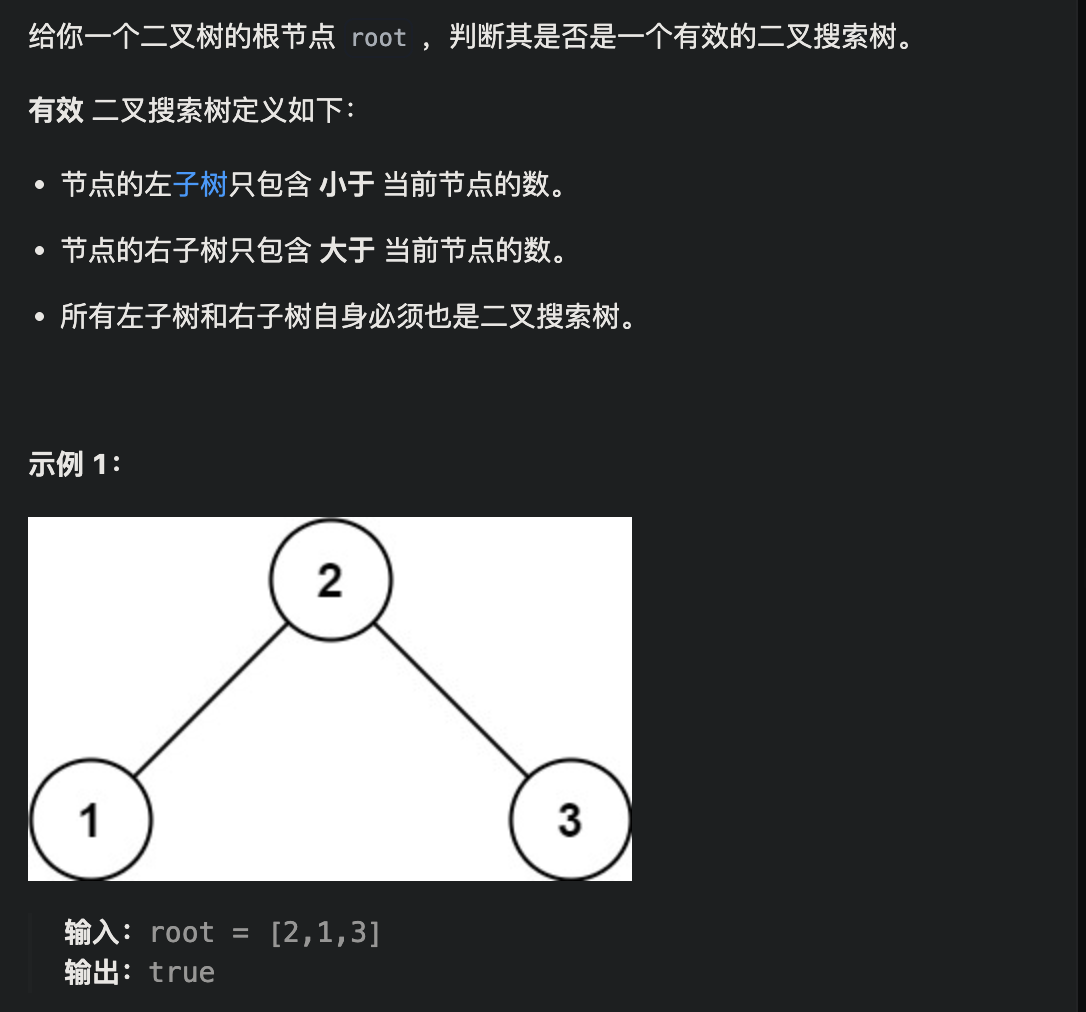 给你一个二叉树的根节点 root ，判断其是否是一个有效的二叉搜索树。
有效 二叉搜索树定义如下：
• 节点的左子树只包含 小于 当前节点的数。
• 节点的右子树只包含 大于 当前节点的数。
• 所有左子树和右子树自身必须也是二叉搜索树。
示例 1：
2
1 3
输入：root = [2,1,3]
输出：true